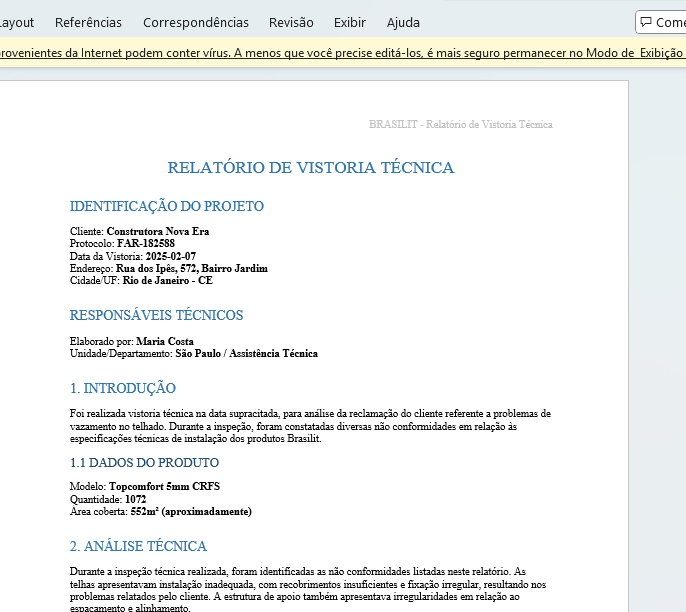 Layout Referências Correspondências Revisão Exibir Ajuda
rovenientes da Internet podem conter vírus. A menos que você precise editá-los, é mais seguro permanecer no Modo de Exibição
BRASILIT - Relatório de Vistoria Técnica
RELATÓRIO DE VISTORIA TÉCNICA
IDENTIFICAÇÃO DO PROJETO
Cliente: Construtora Nova Era
Protocolo: FAR-182588
Data da Vistoria: 2025-02-07
Endereço: Rua dos Ipês, 572, Bairro Jardim
Cidade/UF: Rio de Janeiro - CE
RESPONSÁVEIS TÉCNICOS
Elaborado por: Maria Costa
Unidade/Departamento: São Paulo / Assistência Técnica
1. INTRODUÇÃO
Foi realizada vistoria técnica na data supracitada, para análise da reclamação do cliente referente a problemas de
vazamento no telhado. Durante a inspeção, foram constatadas diversas não conformidades em relação às
especificações técnicas de instalação dos produtos Brasilit.
1.1 DADOS DO PRODUTO
Modelo: Topcomfort 5mm CRFS
Quantidade: 1072
Área coberta: 552m² (aproximadamente)
2. ANÁLISE TÉCNICA
Durante a inspeção técnica realizada, foram identificadas as não conformidades listadas neste relatório. As
telhas apresentavam instalação inadequada, com recobrimentos insuficientes e fixação irregular, resultando nos
problemas relatados pelo cliente. A estrutura de apoio também apresentava irregularidades em relação ao
espaçamento e alinhamento.